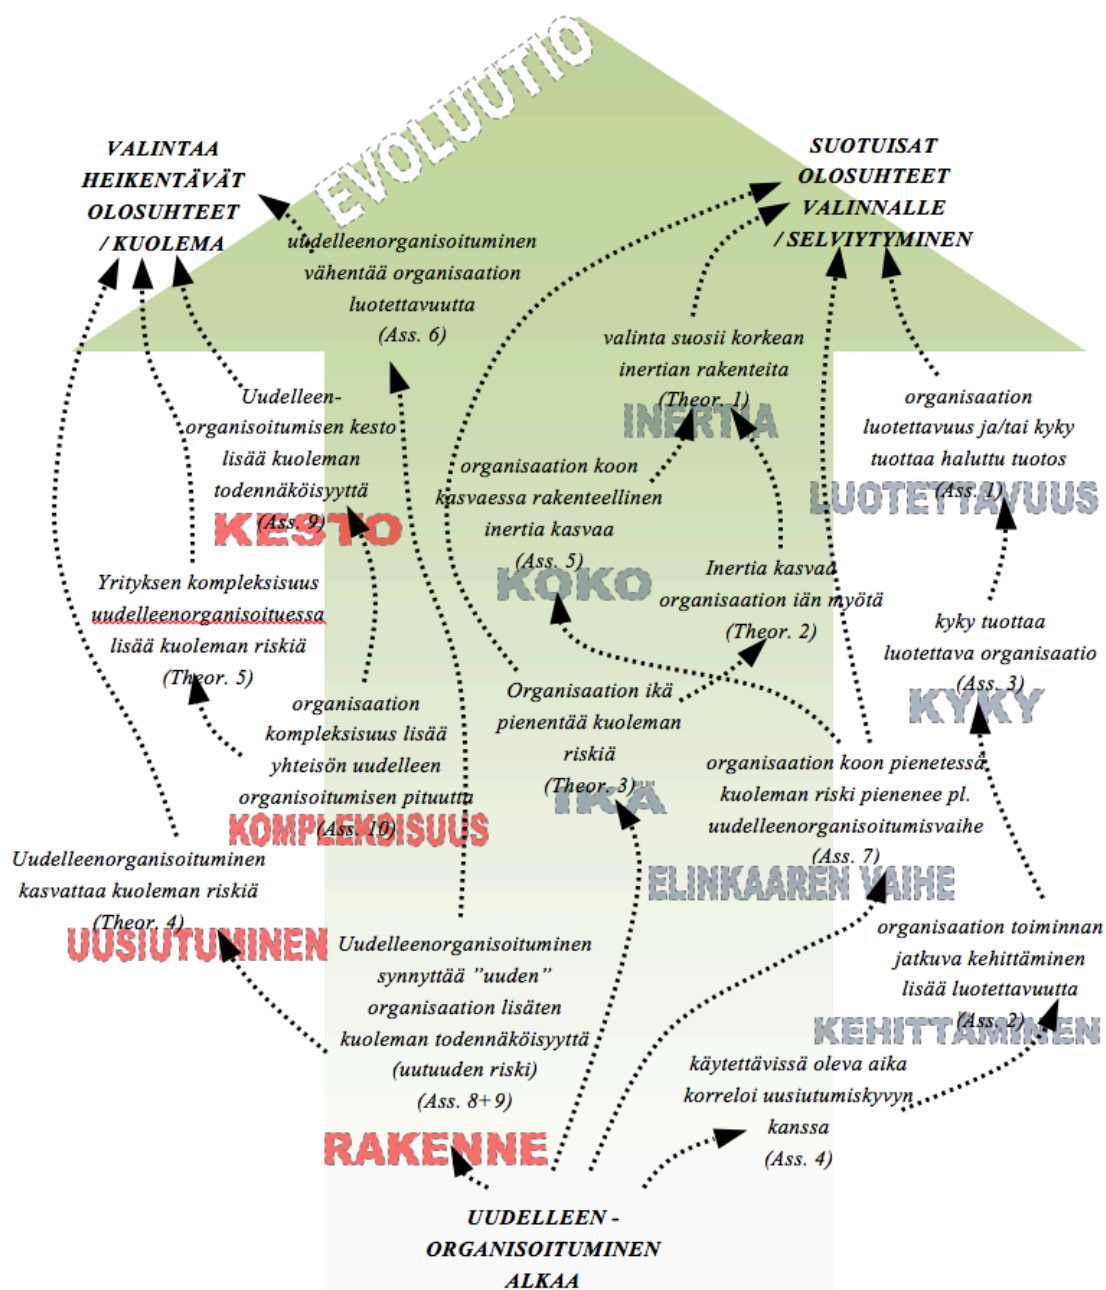 EVOLUUTIO
VALINTAA
HEIKENTÄVÄT
OLOSUHTEET
/ KUOLEMA
SUOTUISAT
OLOSUHTEET
VALINNALLE
/ SELVIYTYMINEN
uudelleenorganisoituminen
vähentää organisaation
luotettavuutta
(Ass. 6)
valinta suosii korkean
inertian rakenteita
(Theor. 1)
INERTIA
Uudelleen-
organisoitumisen kesto
lisää kuoleman
todennäköisyyttä
(Ass. 9)
KESTO
organisaation
luotettavuus ja/tai kyky
tuottaa haluttu tuotos
(Ass. 1)
LUOTETTAVUUS
organisaation koon
kasvaessa rakenteellinen
inertia kasvaa
(Ass. 5)
KOKO
Yrityksen kompleksisuus
uudelleenorganisoituessa
lisää kuoleman riskiä
(Theor. 5)
Inertia kasvaa
organisaation iän myötä
(Theor. 2)
kyky tuottaa
luotettava organisaatio
(Ass. 3)
KYKY
organisaation
kompleksisuus lisää
yhteisön uudelleen
organisoitumisen pituutta
(Ass. 10)
KOMPLEKSISUUS
Organisaation ikä
pienentää kuoleman
riskiä
(Theor. 3)
IKÄ
organisaation koon pienetessä
kuoleman riski pienenee pl.
uudelleenorganisoitumisvaihe
(Ass. 7)
ELINKAAREN VAIHE
Uudelleenorganisoituminen
kasvattaa kuoleman riskiä
(Theor. 4)
UUSIUTUMINEN
Uudelleenorganisoituminen
synnyttää ”uuden”
organisaation lisäten
kuoleman todennäköisyyttä
(uutuuden riski)
(Ass. 8+9)
RAKENNE
organisaation toiminnan
jatkuva kehittäminen
lisää luotettavuutta
(Ass. 2)
KEHITTÄMINEN
käytettävissä oleva aika
korreloi uusiutumiskyvyn
kanssa
(Ass. 4)
UUDELLEEN -
ORGANISOITUMINEN
ALKAA